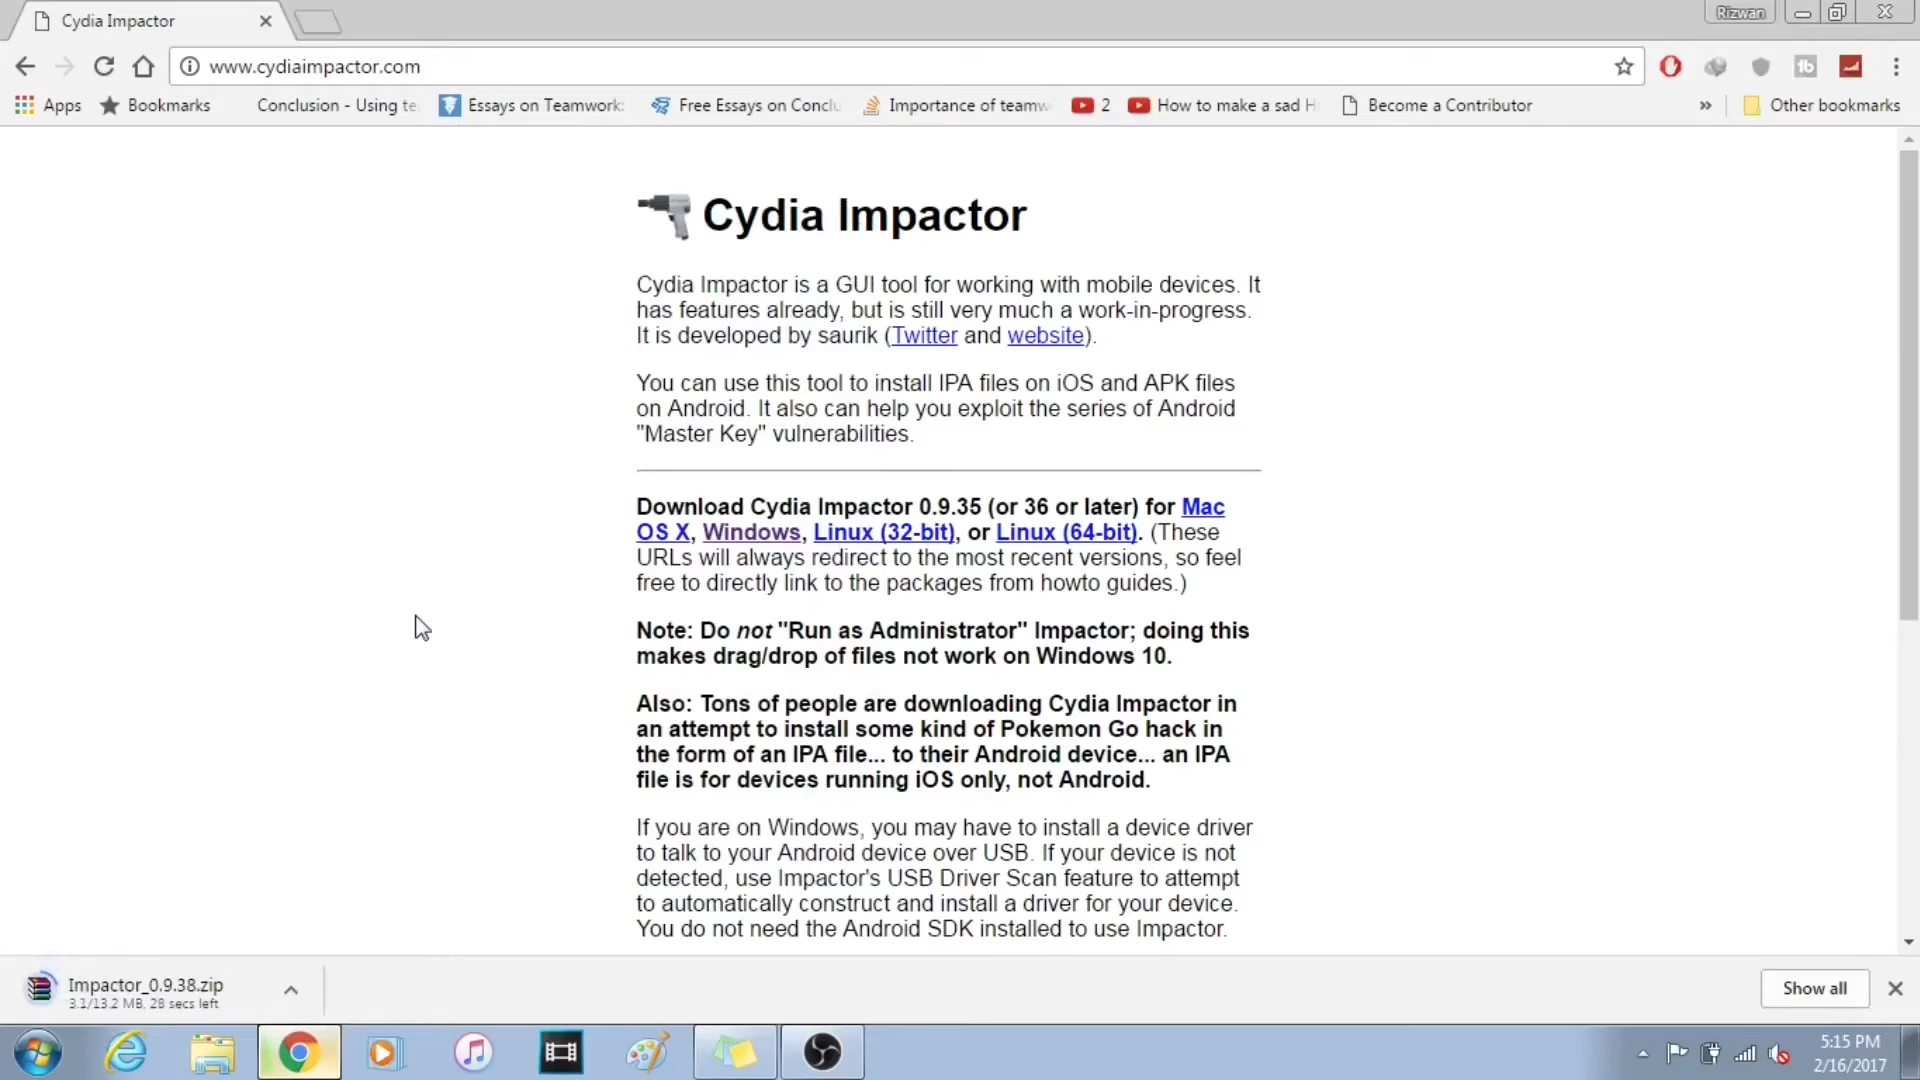 Cydia Impactor
Rizwan
www.cydiaimpactor.com
Apps
Bookmarks
Conclusion - Using te
Essays on Teamwork:
Free Essays on Conclu
Importance of teamw
2
How to make a sad H
Become a Contributor
»
Other bookmarks
Cydia Impactor
Cydia Impactor is a GUI tool for working with mobile devices. It
has features already, but is still very much a work-in-progress.
It is developed by saurik (Twitter and website).
You can use this tool to install IPA files on iOS and APK files
on Android. It also can help you exploit the series of Android
"Master Key" vulnerabilities.
Download Cydia Impactor 0.9.35 (or 36 or later) for Mac
OS X, Windows, Linux (32-bit), or Linux (64-bit). (These
URLs will always redirect to the most recent versions, so feel
free to directly link to the packages from howto guides.)
Note: Do not "Run as Administrator" Impactor; doing this
makes drag/drop of files not work on Windows 10.
Also: Tons of people are downloading Cydia Impactor in
an attempt to install some kind of Pokemon Go hack in
the form of an IPA file... to their Android device... an IPA
file is for devices running iOS only, not Android.
If you are on Windows, you may have to install a device driver
to talk to your Android device over USB. If your device is not
detected, use Impactor's USB Driver Scan feature to attempt
to automatically construct and install a driver for your device.
You do not need the Android SDK installed to use Impactor.
Impactor_0.9.38.zip
3.1/13.2 MB, 28 secs left
Show all
5:15 PM
2/16/2017